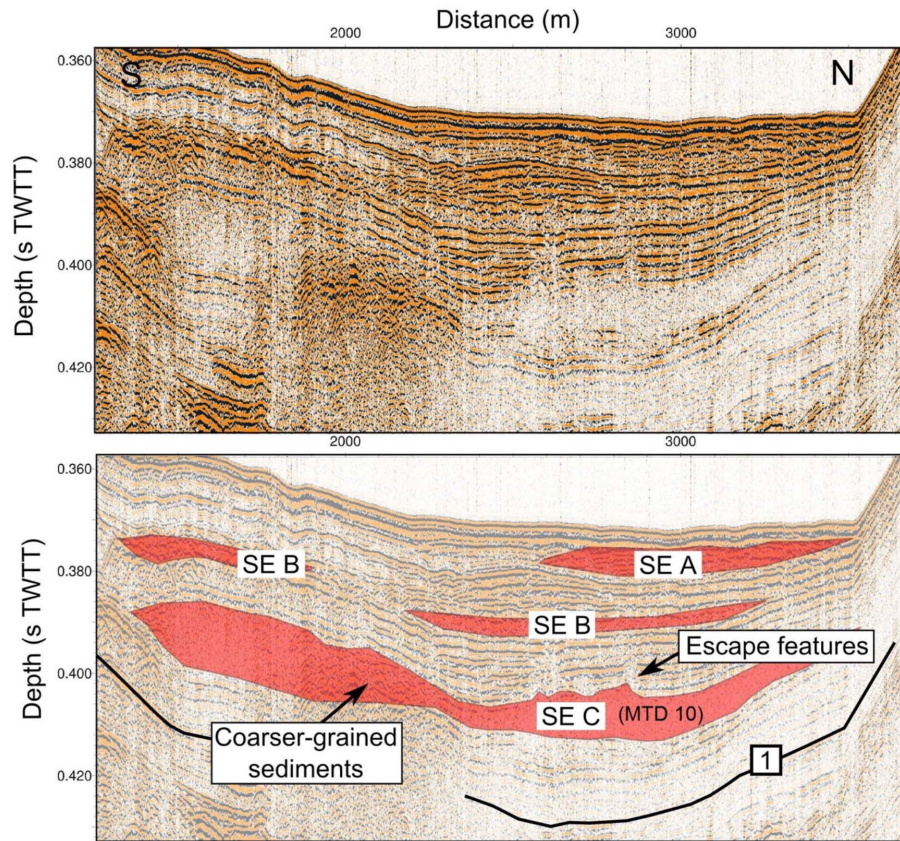 Distance (m)
2000 3000
0.360
S N
0.380
Depth (s TWTT)
0.400
0.420
2000 3000
0.360
SE B SE A
0.380
SE B
Depth (s TWTT)
Escape features
0.400
SE C (MTD 10)
Coarser-grained
sediments
1
0.420